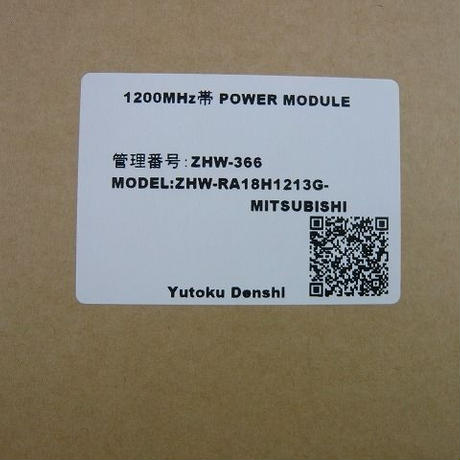 1200MHz帯 POWER MODULE
管理番号:ZHW-366
MODEL:ZHW-RA18H1213G-
MITSUBISHI
Yutoku Denshi